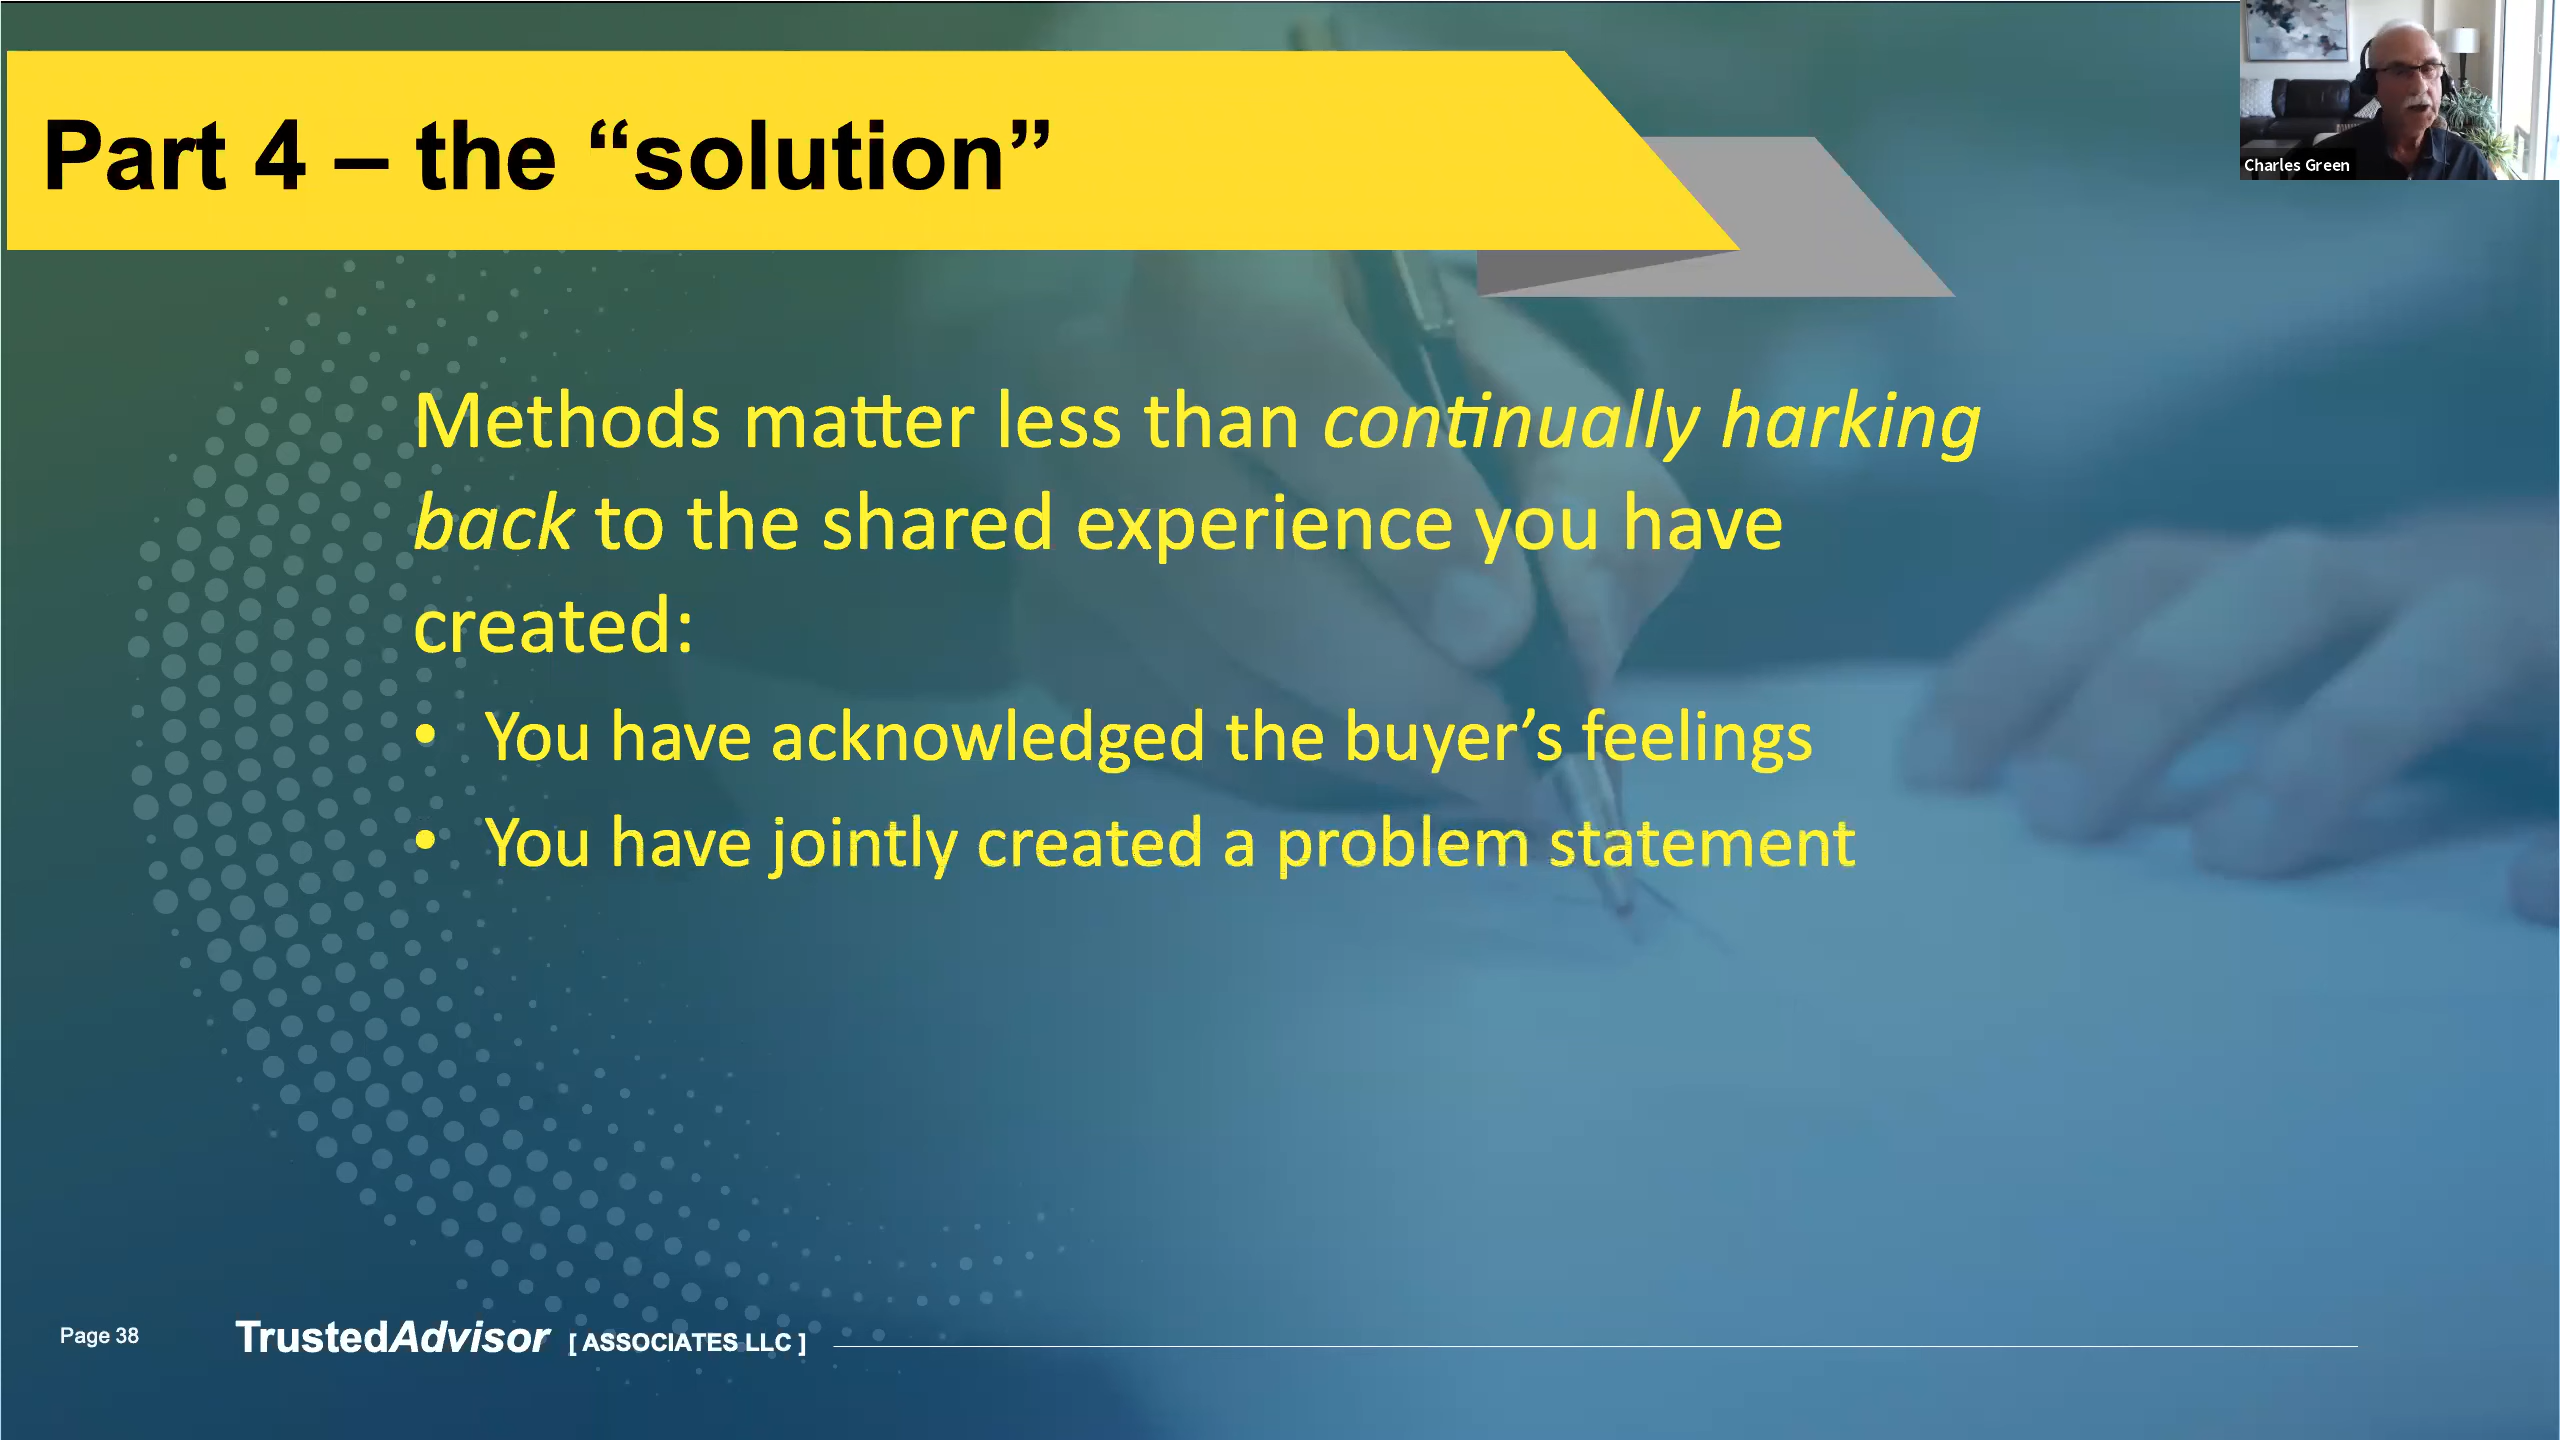 Part 4 – the “solution”
Charles Green
Methods matter less than continually harking
back to the shared experience you have
created:
• You have acknowledged the buyer’s feelings
• You have jointly created a problem statement
Page 38
TrustedAdvisor [ ASSOCIATES LLC ]